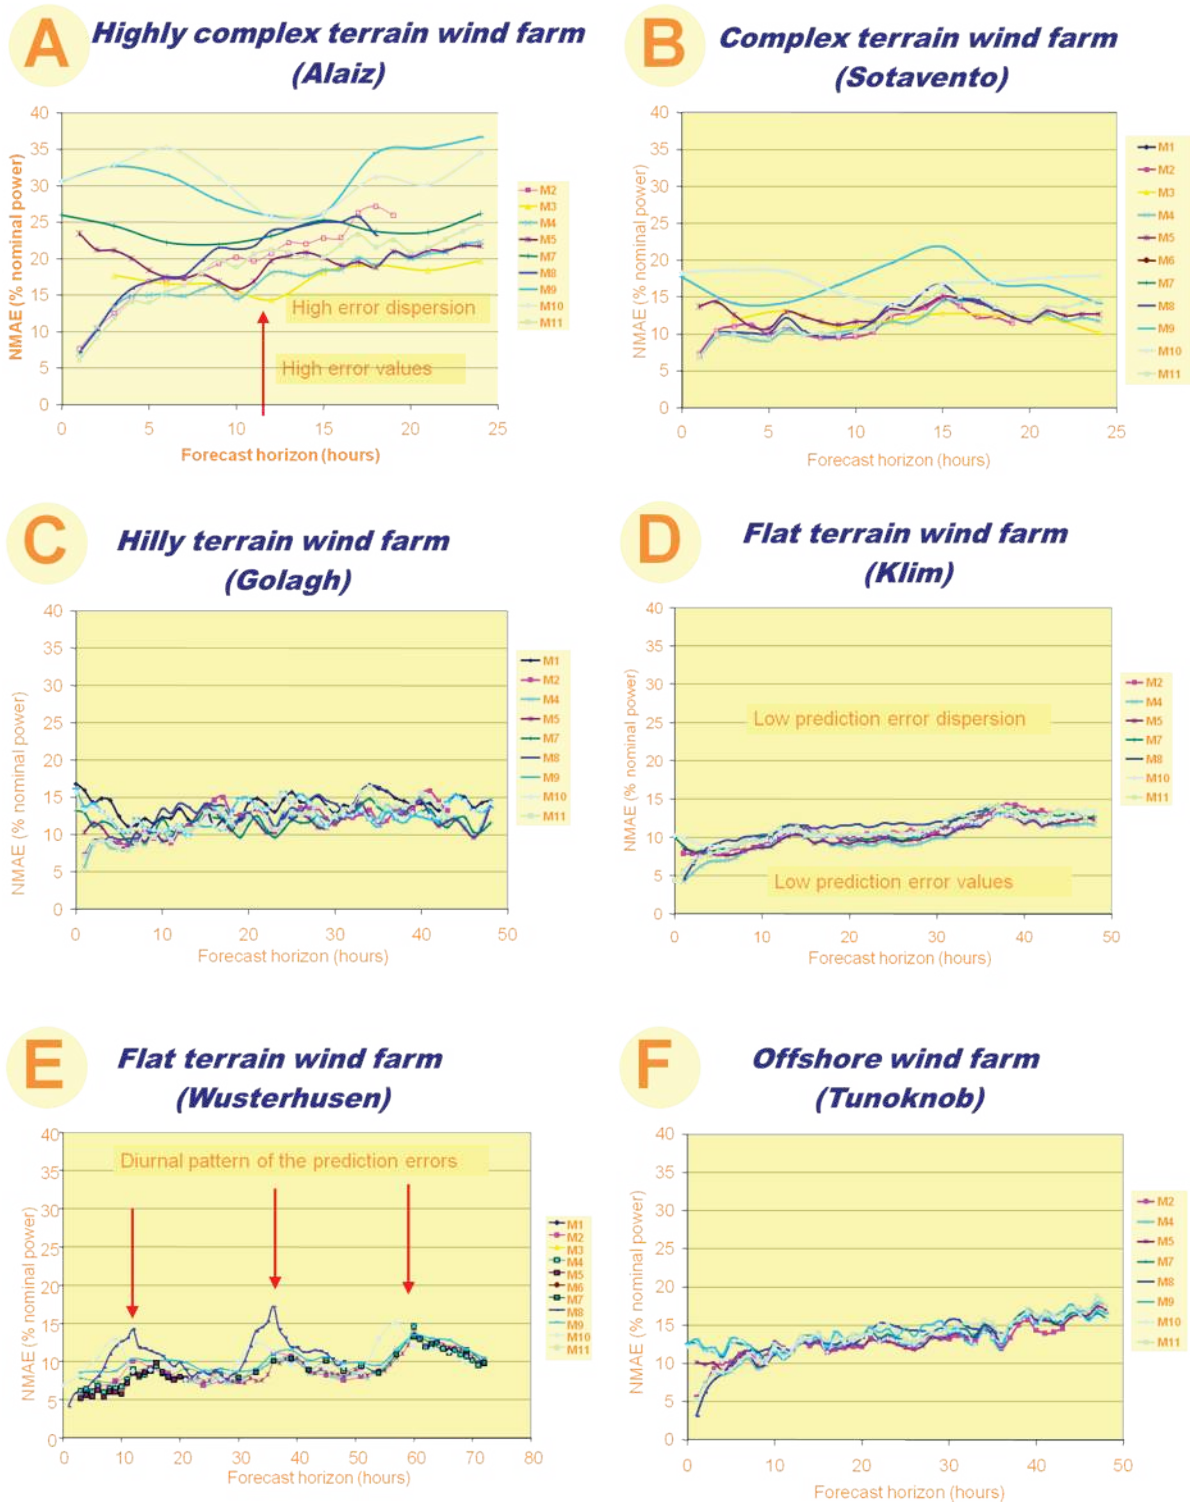 A
Highly complex terrain wind farm
(Alaiz)
NMAE (% nominal power)
40
35
30
25
20
15
10
5
0
0 5 10 15 20 25
Forecast horizon (hours)
High error dispersion
High error values
M2
M3
M4
M5
M7
M8
M9
M10
M11
B
Complex terrain wind farm
(Sotavento)
NMAE (% nominal power)
40
35
30
25
20
15
10
5
0
0 5 10 15 20 25
Forecast horizon (hours)
M1
M2
M3
M4
M5
M6
M7
M8
M9
M10
M11
C
Hilly terrain wind farm
(Golagh)
NMAE (% nominal power)
40
35
30
25
20
15
10
5
0
0 10 20 30 40 50
Forecast horizon (hours)
M1
M2
M4
M5
M7
M8
M9
M10
M11
D
Flat terrain wind farm
(Klim)
NMAE (% nominal power)
40
35
30
25
20
15
10
5
0
0 10 20 30 40 50
Forecast horizon (hours)
Low prediction error dispersion
Low prediction error values
M2
M4
M5
M7
M8
M10
M11
E
Flat terrain wind farm
(Wusterhusen)
NMAE (% nominal power)
40
35
30
25
20
15
10
5
0
0 10 20 30 40 50 60 70 80
Forecast horizon (hours)
Diurnal pattern of the prediction errors
M1
M2
M3
M4
M5
M6
M7
M8
M9
M10
M11
F
Offshore wind farm
(Tunoknob)
NMAE (% nominal power)
40
35
30
25
20
15
10
5
0
0 10 20 30 40 50
Forecast horizon (hours)
M2
M4
M5
M7
M8
M9
M10
M11